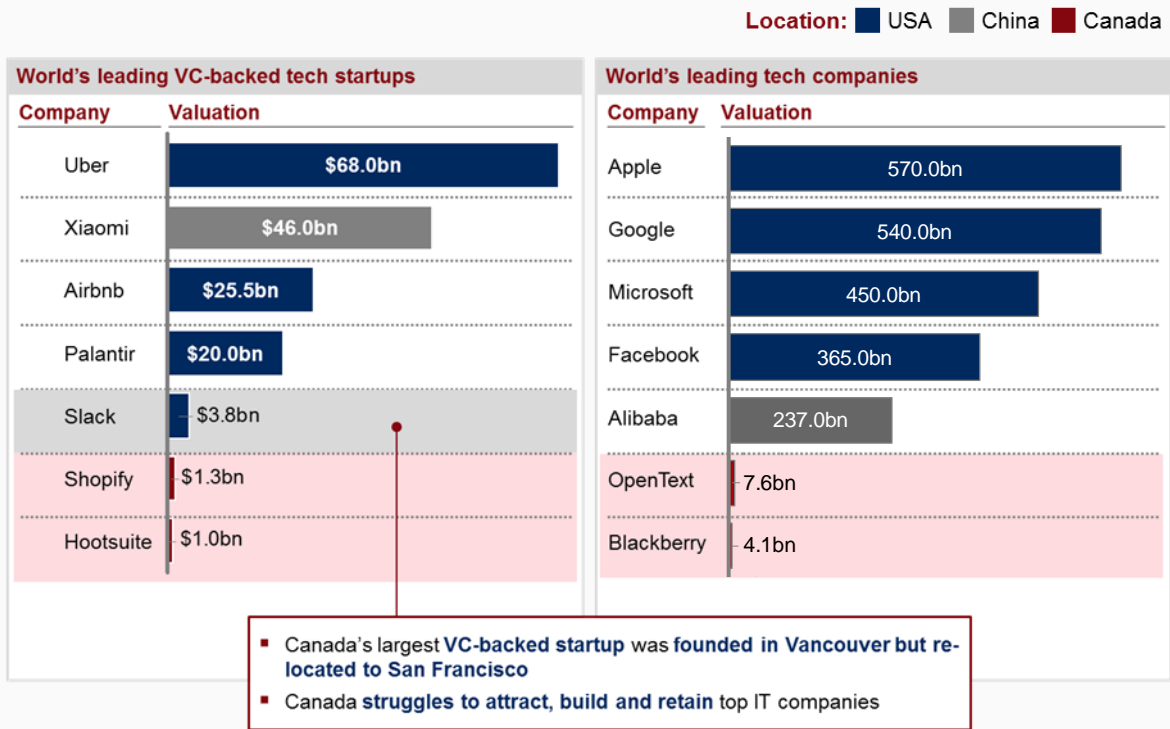 Location: USA China Canada
World's leading VC-backed tech startups
Company Valuation
Uber $68.0bn
Xiaomi $46.0bn
Airbnb $25.5bn
Palantir $20.0bn
Slack $3.8bn
Shopify $1.3bn
Hootsuite $1.0bn
World's leading tech companies
Company Valuation
Apple 570.0bn
Google 540.0bn
Microsoft 450.0bn
Facebook 365.0bn
Alibaba 237.0bn
OpenText 7.6bn
Blackberry 4.1bn
▪ Canada's largest VC-backed startup was founded in Vancouver but re-
located to San Francisco
▪ Canada struggles to attract, build and retain top IT companies